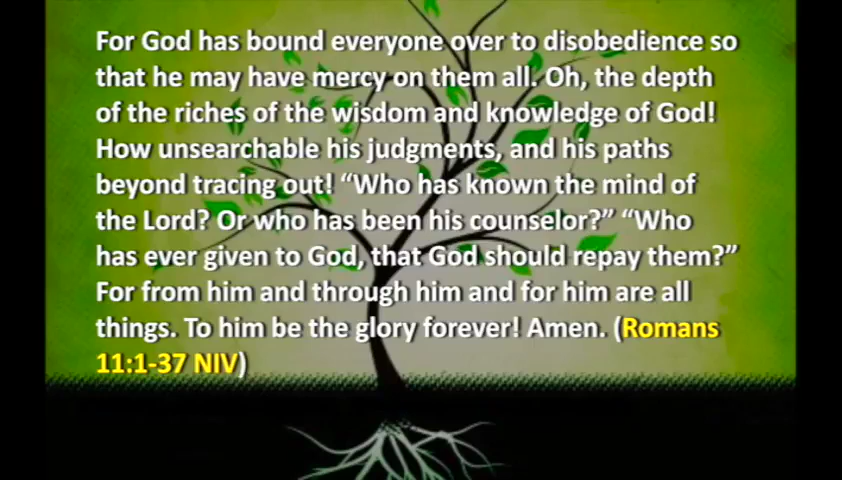 For God has bound everyone over to disobedience so
that he may have mercy on them all. Oh, the depth
of the riches of the wisdom and knowledge of God!
How unsearchable his judgments, and his paths
beyond tracing out! “Who has known the mind of
the Lord? Or who has been his counselor?” “Who
has ever given to God, that God should repay them?”
For from him and through him and for him are all
things. To him be the glory forever! Amen. (Romans
11:1-37 NIV)